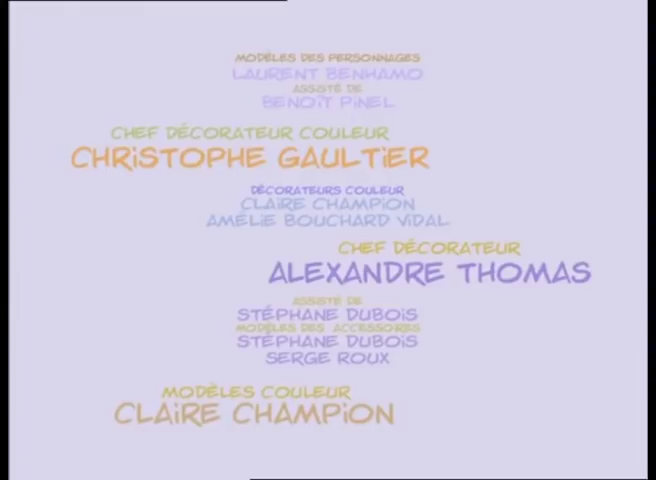 MODÈLES DES PERSONNAGES
LAURENT BENHAMO
ASSISTÉ DE
BENOÎT PINEL
CHEF DÉCORATEUR COULEUR
CHRISTOPHE GAULTIER
DÉCORATEURS COULEUR
CLAIRE CHAMPION
AMÉLIE BOUCHARD VIDAL
CHEF DÉCORATEUR
ALEXANDRE THOMAS
ASSISTÉ DE
STÉPHANE DUBOIS
MODÈLES DES ACCESSOIRES
STÉPHANE DUBOIS
SERGE ROUX
MODÈLES COULEUR
CLAIRE CHAMPION